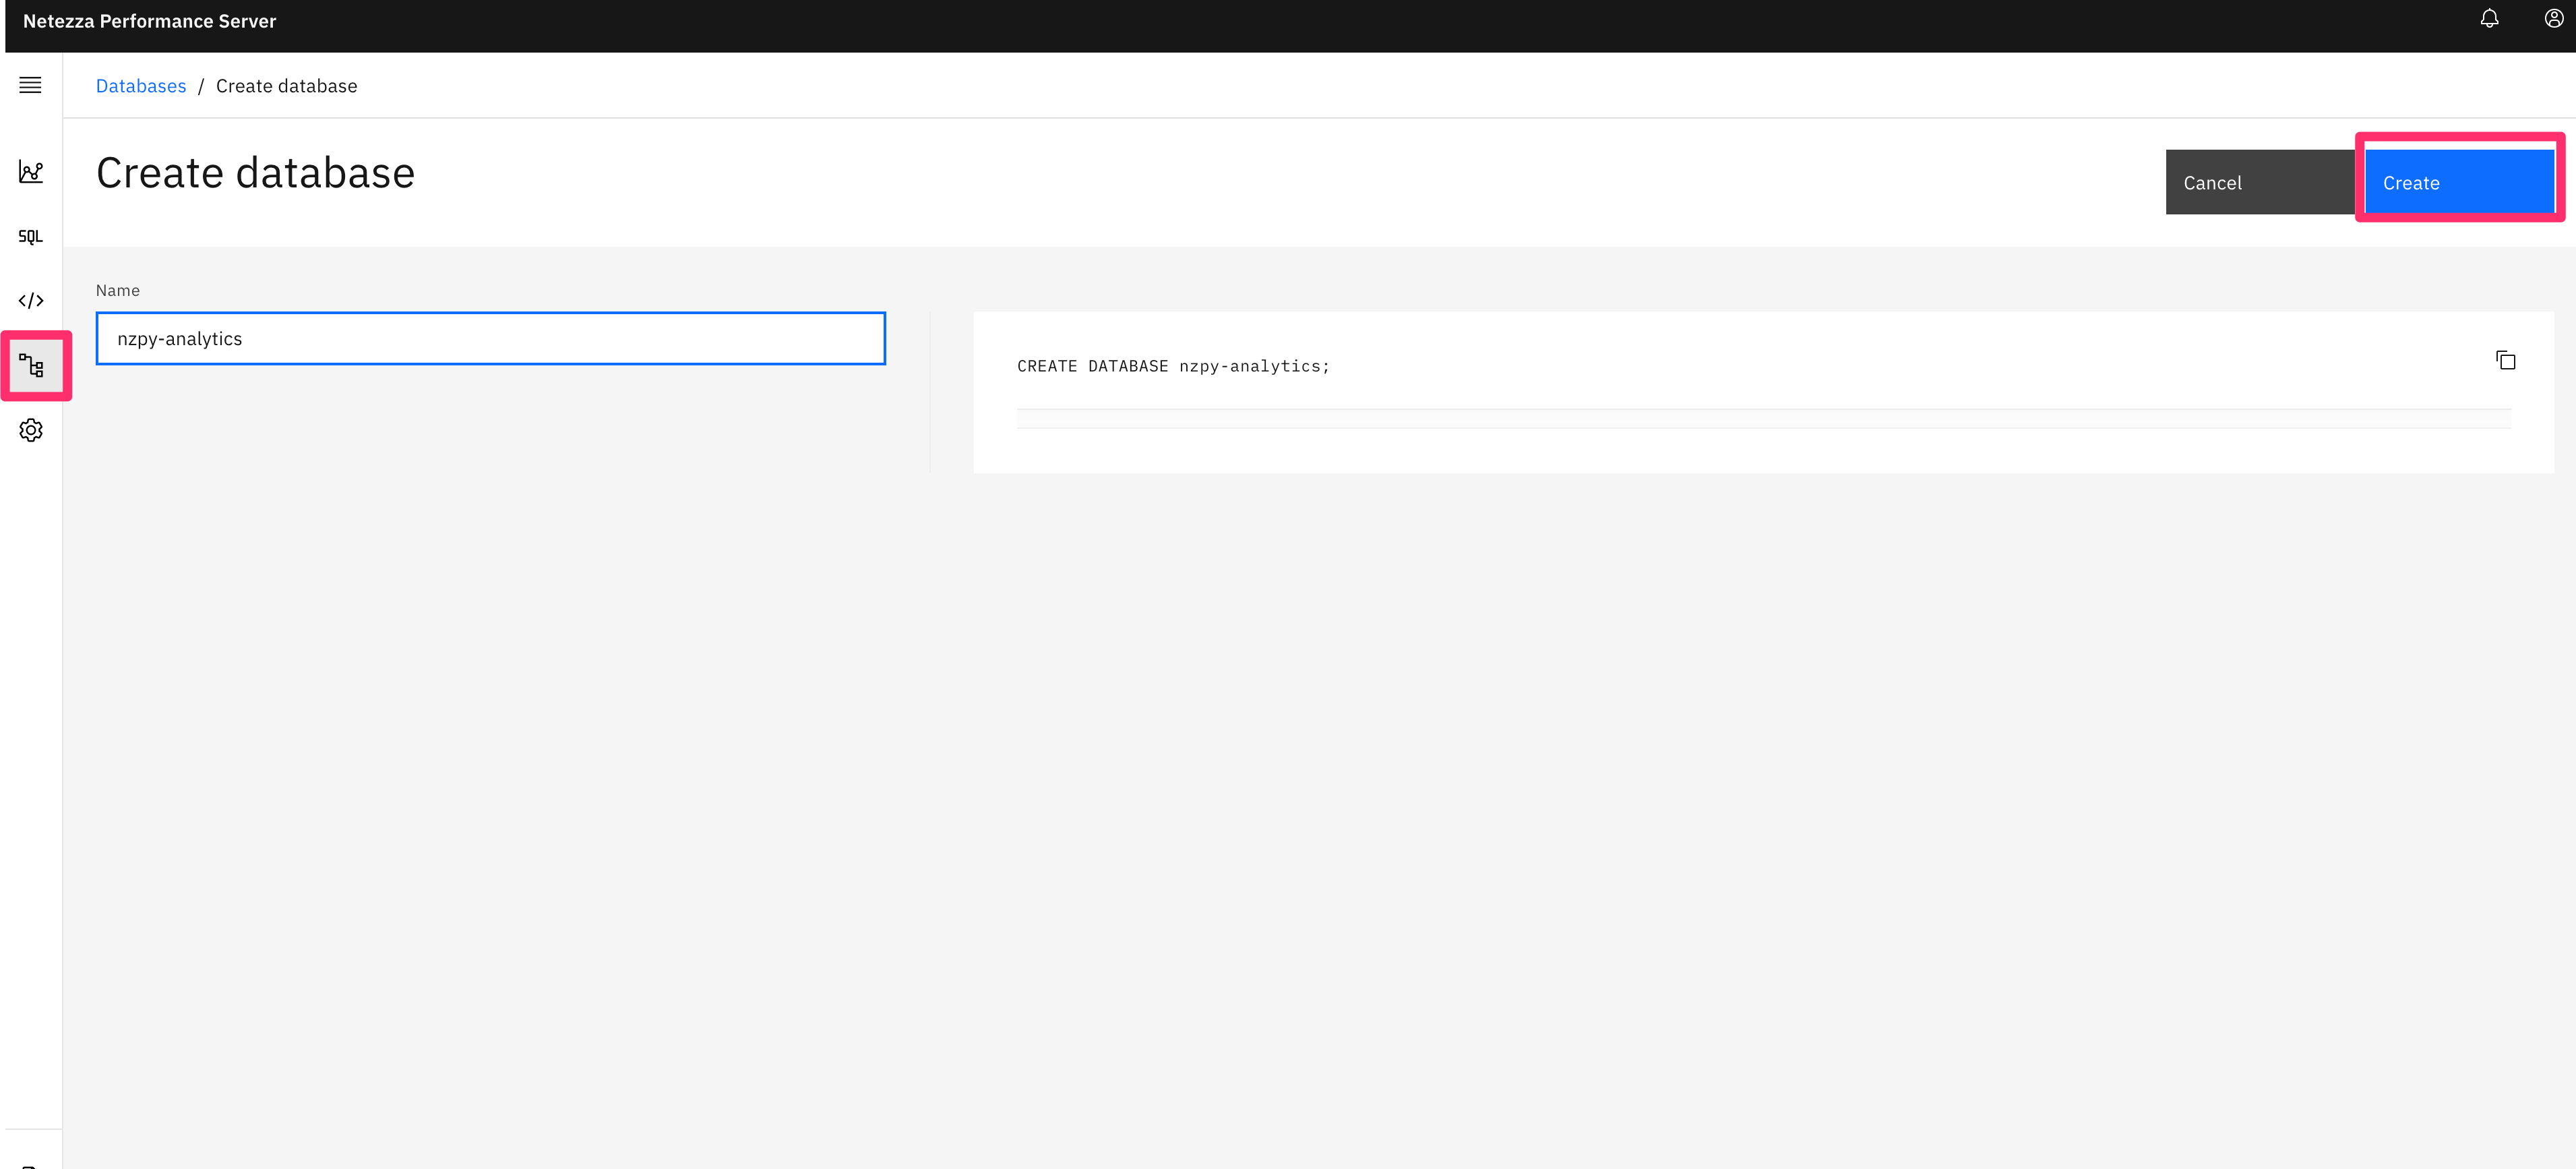 Netezza Performance Server
Databases / Create database
Create database
Cancel
Create
SQL
</>
Name
nzpy-analytics
CREATE DATABASE nzpy-analytics;